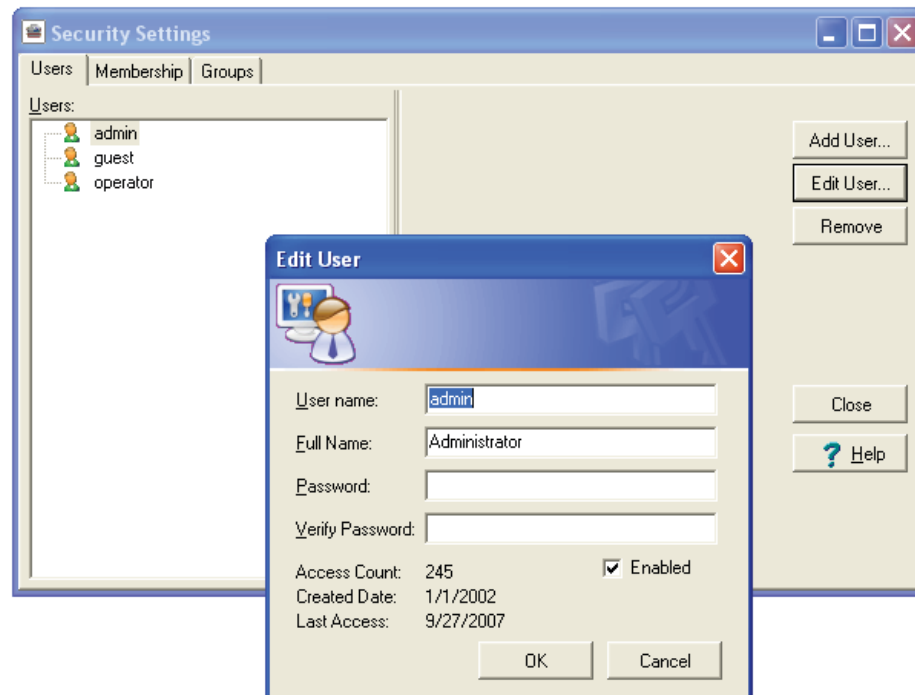 Security Settings
Users Membership Groups
Users:
admin
guest
operator
Add User...
Edit User...
Remove
Close
? Help
Edit User
User name: admin
Full Name: Administrator
Password:
Verify Password:
Access Count: 245
Enabled
Created Date: 1/1/2002
Last Access: 9/27/2007
OK Cancel